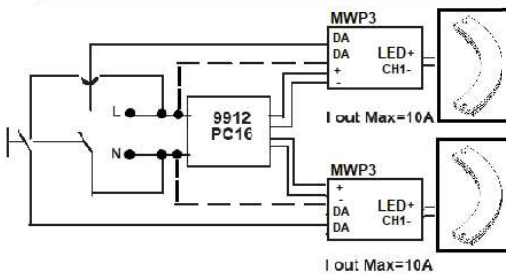 MWP3
DA
DA
+
-
LED+
CH1-
I out Max=10A
L
N
9912
PC16
MWP3
+
-
DA
DA
LED+
CH1-
I out Max=10A